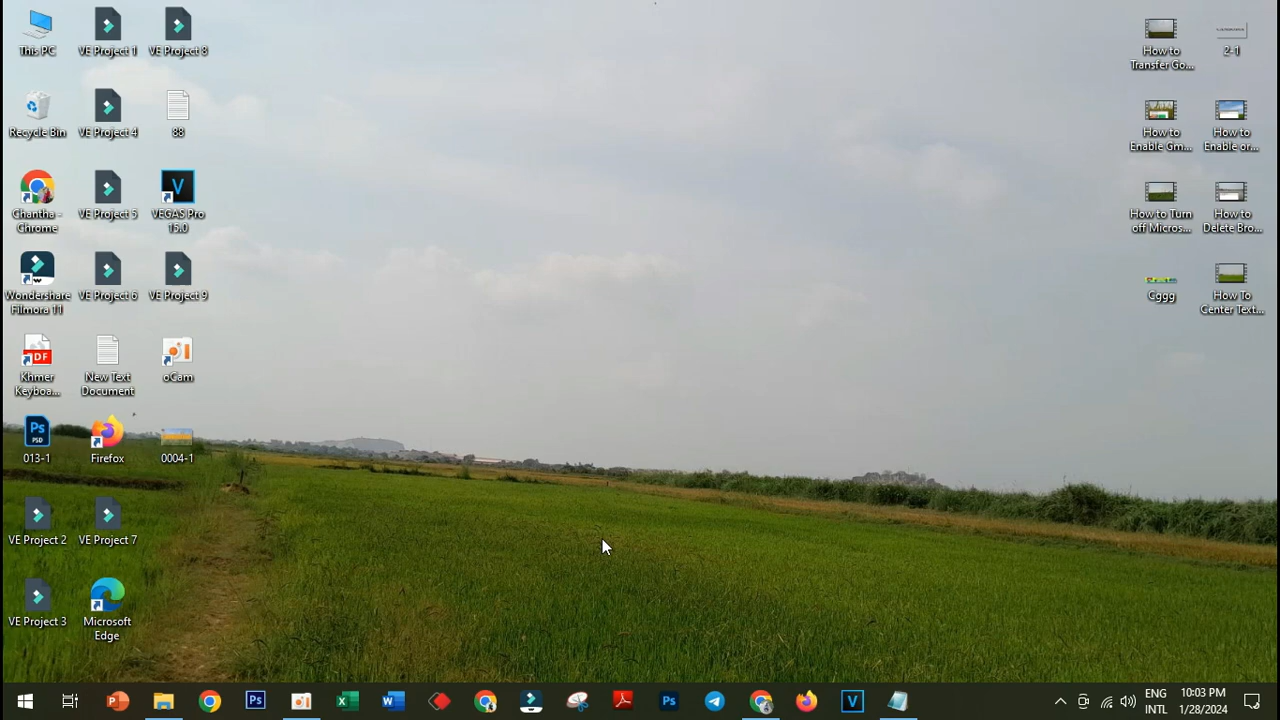 This PC
VE Project 1
VE Project 8
Recycle Bin
VE Project 4
88
Chantha -
Chrome
VE Project 5
VEGAS Pro
15.0
Wondershare
Filmora 11
VE Project 6
VE Project 9
Khmer
Keyboa...
New Text
Document
oCam
013-1
Firefox
0004-1
VE Project 2
VE Project 7
VE Project 3
Microsoft
Edge
How to
Transfer Go...
2-1
How to
Enable Gm...
How to
Enable or...
How to Turn
off Micros...
How to
Delete Bro...
Cggg
How To
Center Text...
ENG
INTL
10:03 PM
1/28/2024